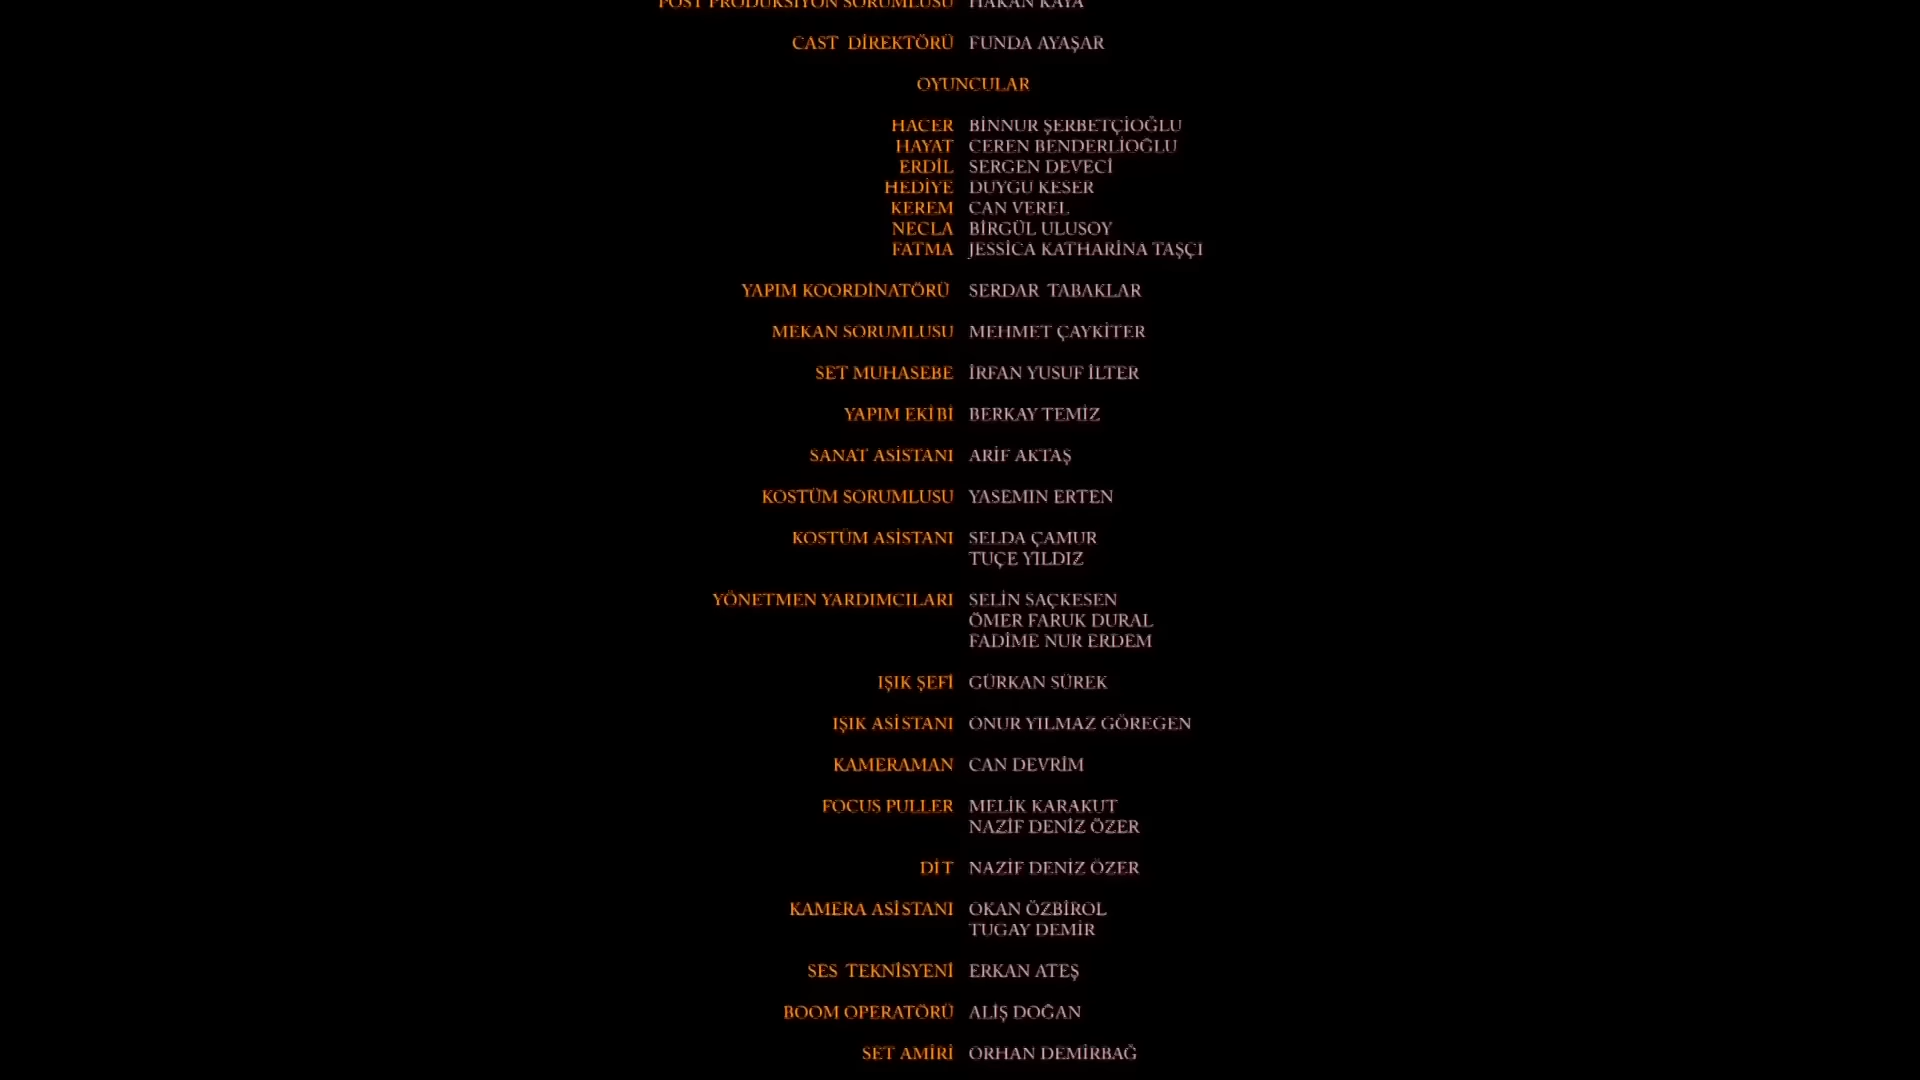 POST PRODÜKSİYON SORUMLUSU HAKAN KAYA
CAST DİREKTÖRÜ FUNDA AYAŞAR
OYUNCULAR
HACER BİNNUR ŞERBETÇİOĞLU
HAYAT CEREN BENDERLİOĞLU
ERDİL SERGEN DEVECİ
HEDİYE DUYGU KESER
KEREM CAN VEREL
NECLA BİRGÜL ULUSOY
FATMA JESSİCA KATHARİNA TAŞÇI
YAPIM KOORDİNATÖRÜ SERDAR TABAKLAR
MEKAN SORUMLUSU MEHMET ÇAYKİTER
SET MUHASEBE İRFAN YUSUF İLTER
YAPIM EKİBİ BERKAY TEMİZ
SANAT ASİSTANI ARİF AKTAŞ
KOSTÜM SORUMLUSU YASEMIN ERTEN
KOSTÜM ASİSTANI SELDA ÇAMUR
TUÇE YILDIZ
YÖNETMEN YARDIMCILARI SELİN SAÇKESEN
ÖMER FARUK DURAL
FADİME NUR ERDEM
IŞIK ŞEFİ GÜRKAN SÜREK
IŞIK ASİSTANI ONUR YILMAZ GÖREGEN
KAMERAMAN CAN DEVRİM
FOCUS PULLER MELİK KARAKUT
NAZİF DENİZ ÖZER
DİT NAZİF DENİZ ÖZER
KAMERA ASİSTANI OKAN ÖZBİROL
TUGAY DEMİR
SES TEKNİSYENİ ERKAN ATEŞ
BOOM OPERATÖRÜ ALİŞ DOĞAN
SET AMİRİ ORHAN DEMİRBAĞ